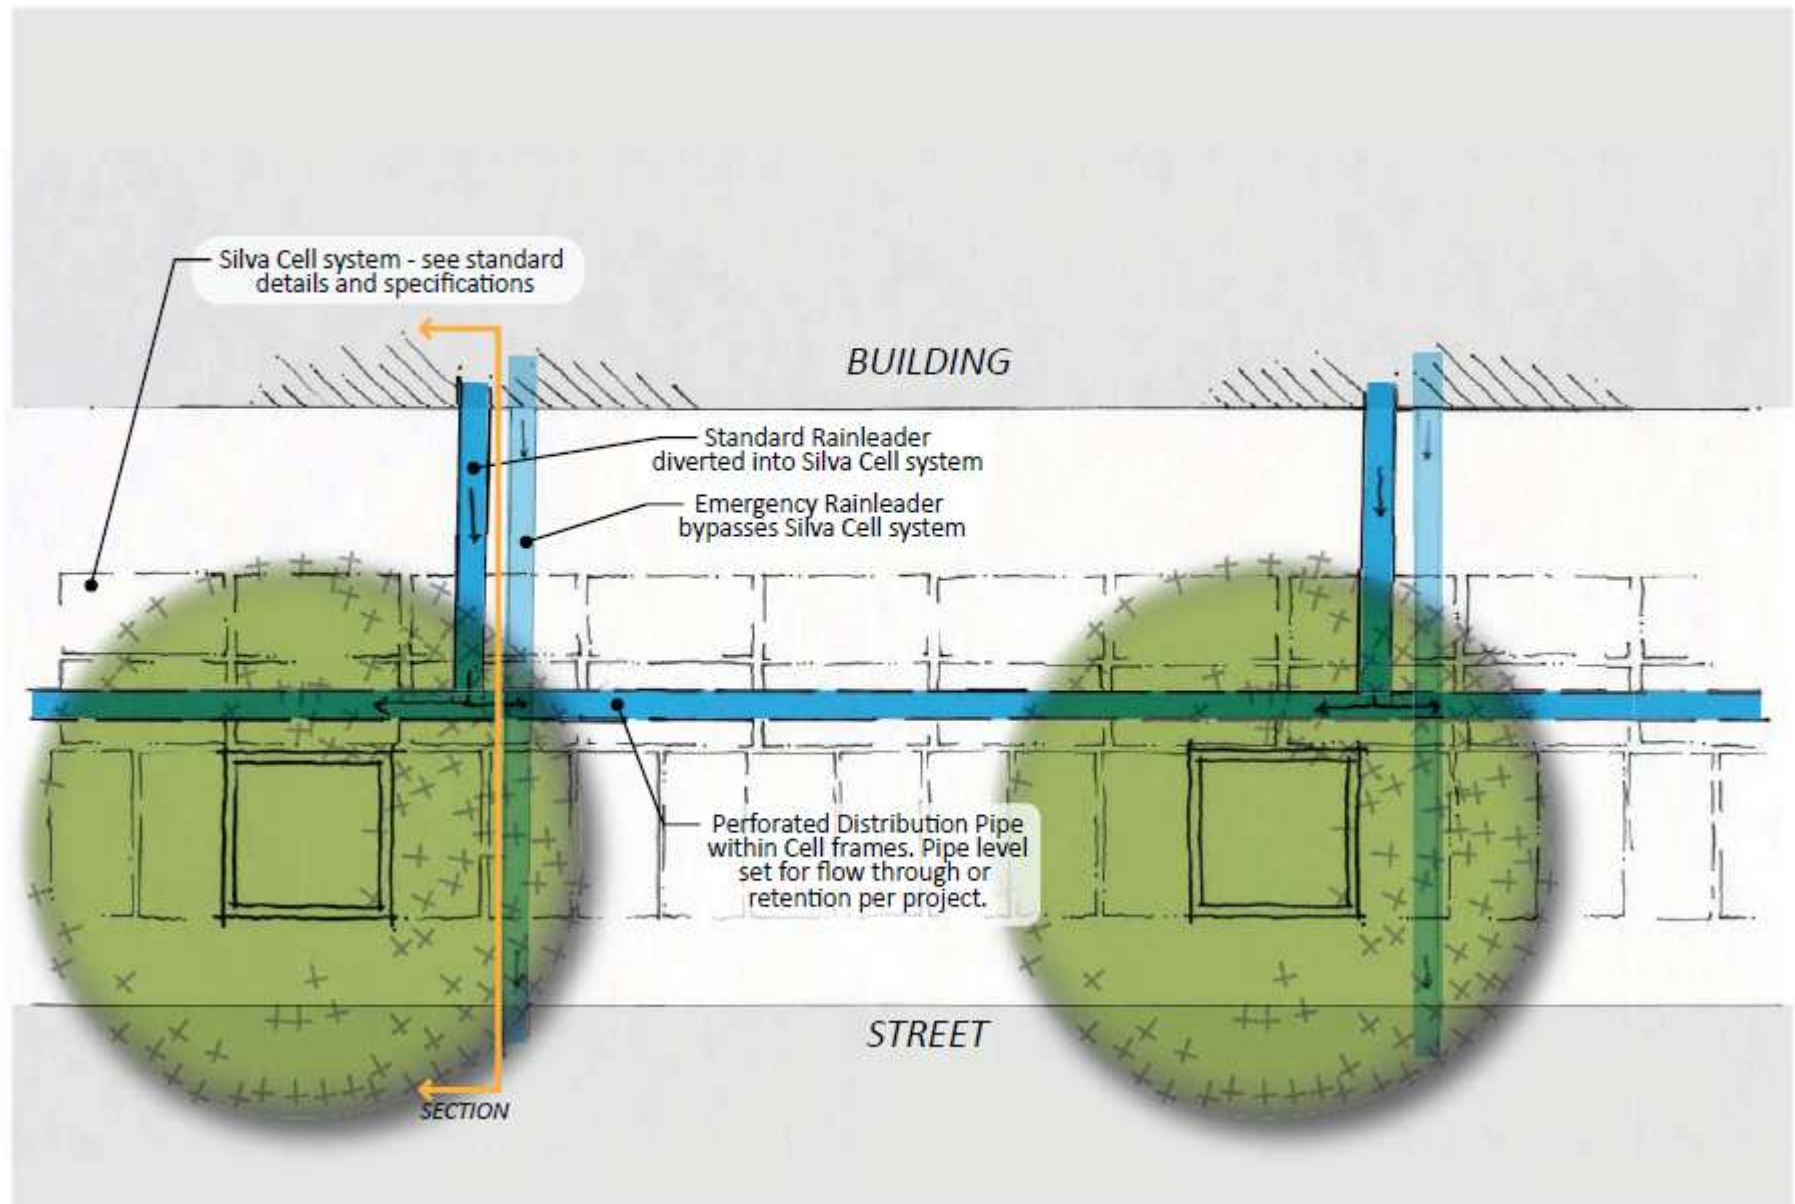 Silva Cell system - see standard
details and specifications
BUILDING
Standard Rainleader
diverted into Silva Cell system
Emergency Rainleader
bypasses Silva Cell system
Perforated Distribution Pipe
within Cell frames. Pipe level
set for flow through or
retention per project.
STREET
SECTION